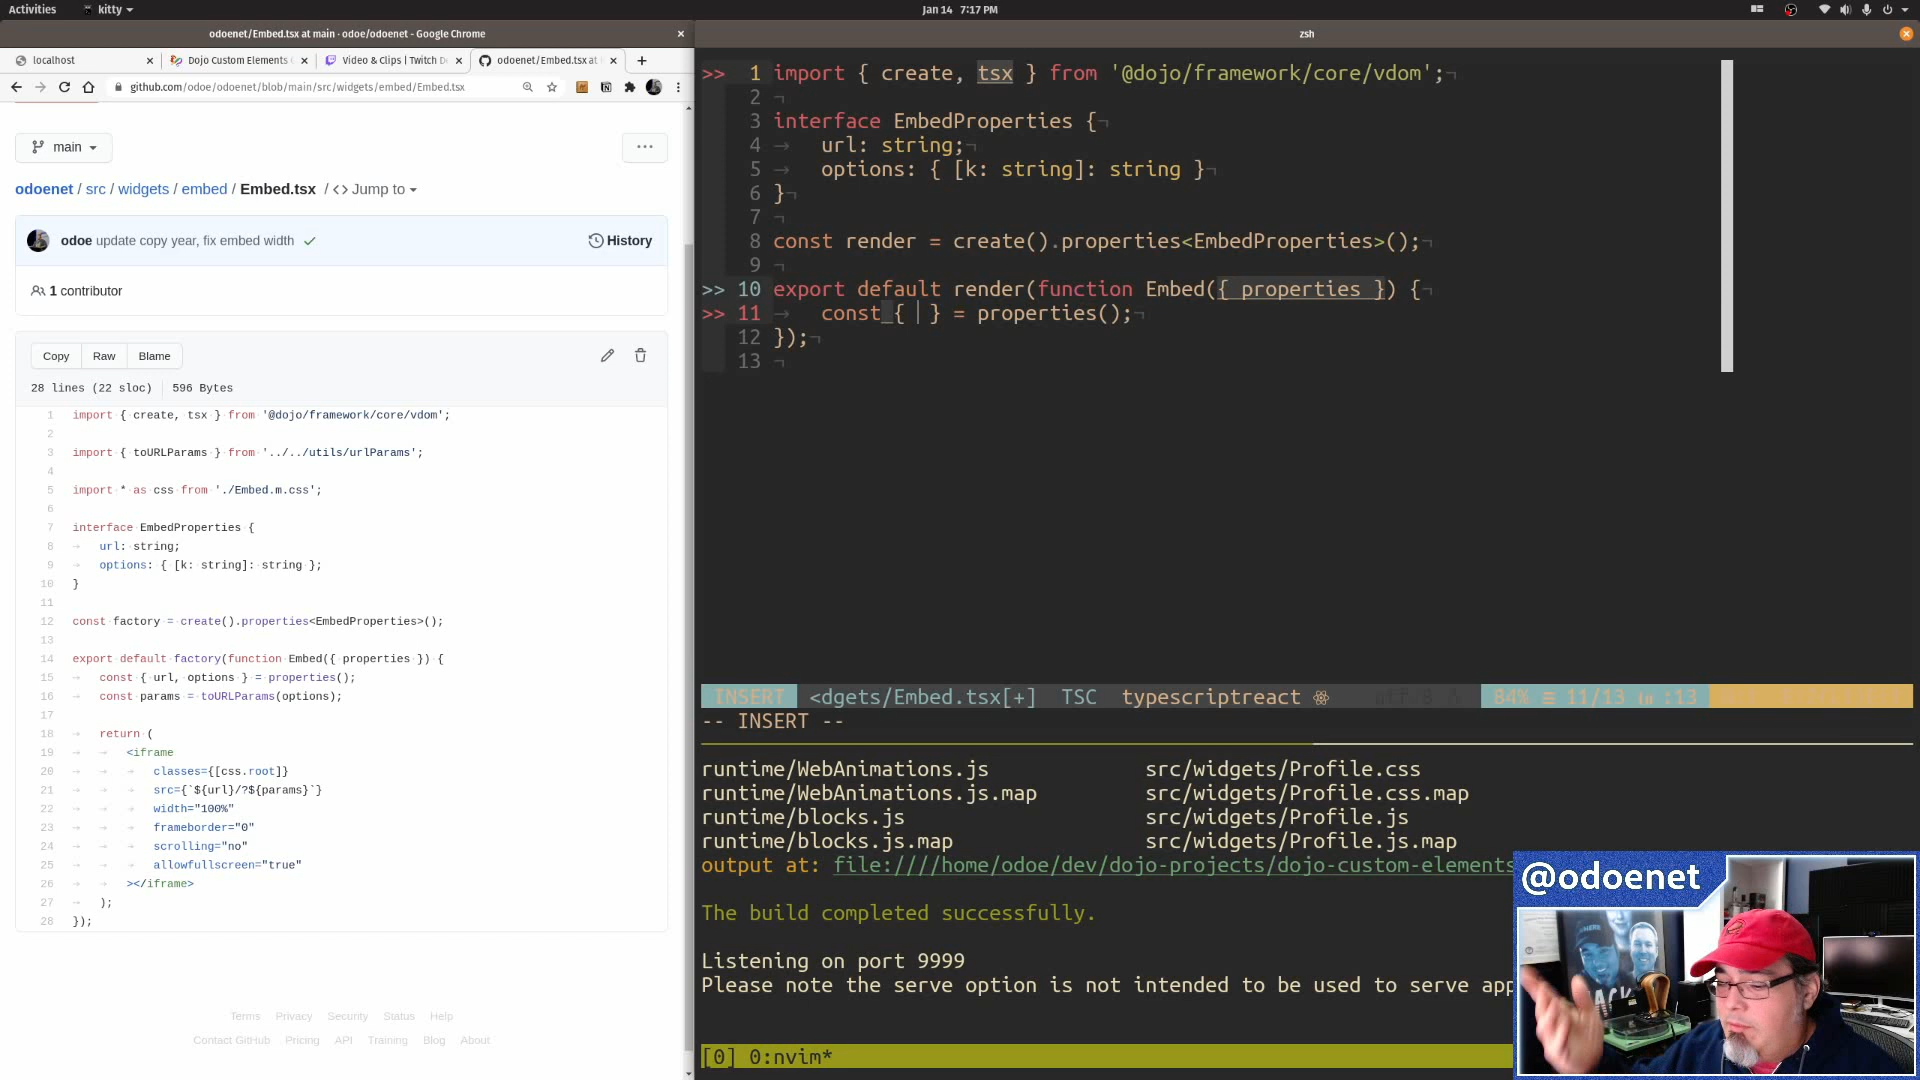 Activities
kitty
Jan 14 7:17 PM
odoenet/Embed.tsx at main · odoe/odoenet - Google Chrome
zsh
localhost
Dojo Custom Elements
Video & Clips | Twitch D
odoenet/Embed.tsx at
github.com/odoe/odoenet/blob/main/src/widgets/embed/Embed.tsx
main
odoenet / src / widgets / embed / Embed.tsx / <> Jump to
odoe update copy year, fix embed width
History
1 contributor
Copy Raw Blame
28 lines (22 sloc) 596 Bytes
1 import { create, tsx } from '@dojo/framework/core/vdom';
2
3 import { toURLParams } from '../../utils/urlParams';
4
5 import * as css from './Embed.m.css';
6
7 interface EmbedProperties {
8 → url: string;
9 → options: { [k: string]: string };
10 }
11
12 const factory = create().properties<EmbedProperties>();
13
14 export default factory(function Embed({ properties }) {
15 → const { url, options } = properties();
16 → const params = toURLParams(options);
17
18 → return (
19 → → <iframe
20 → → → classes={[css.root]}
21 → → → src={`${url}/?${params}`}
22 → → → width="100%"
23 → → → frameborder="0"
24 → → → scrolling="no"
25 → → → allowfullscreen="true"
26 → → ></iframe>
27 → );
28 });
Terms Privacy Security Status Help
Contact GitHub Pricing API Training Blog About
>> 1 import { create, tsx } from '@dojo/framework/core/vdom';¬
2 ¬
3 interface EmbedProperties {¬
4 → url: string;¬
5 → options: { [k: string]: string }¬
6 }¬
7 ¬
8 const render = create().properties<EmbedProperties>();¬
9 ¬
>> 10 export default render(function Embed({ properties }) {¬
>> 11 → const { } = properties();¬
12 });¬
13 ¬
INSERT <dgets/Embed.tsx[+] TSC typescriptreact utf-8 84% ≡ 11/13 :13
-- INSERT --
runtime/WebAnimations.js src/widgets/Profile.css
runtime/WebAnimations.js.map src/widgets/Profile.css.map
runtime/blocks.js src/widgets/Profile.js
runtime/blocks.js.map src/widgets/Profile.js.map
output at: file:////home/odoe/dev/dojo-projects/dojo-custom-elements
The build completed successfully.
Listening on port 9999
Please note the serve option is not intended to be used to serve app
[0] 0:nvim*
@odoenet